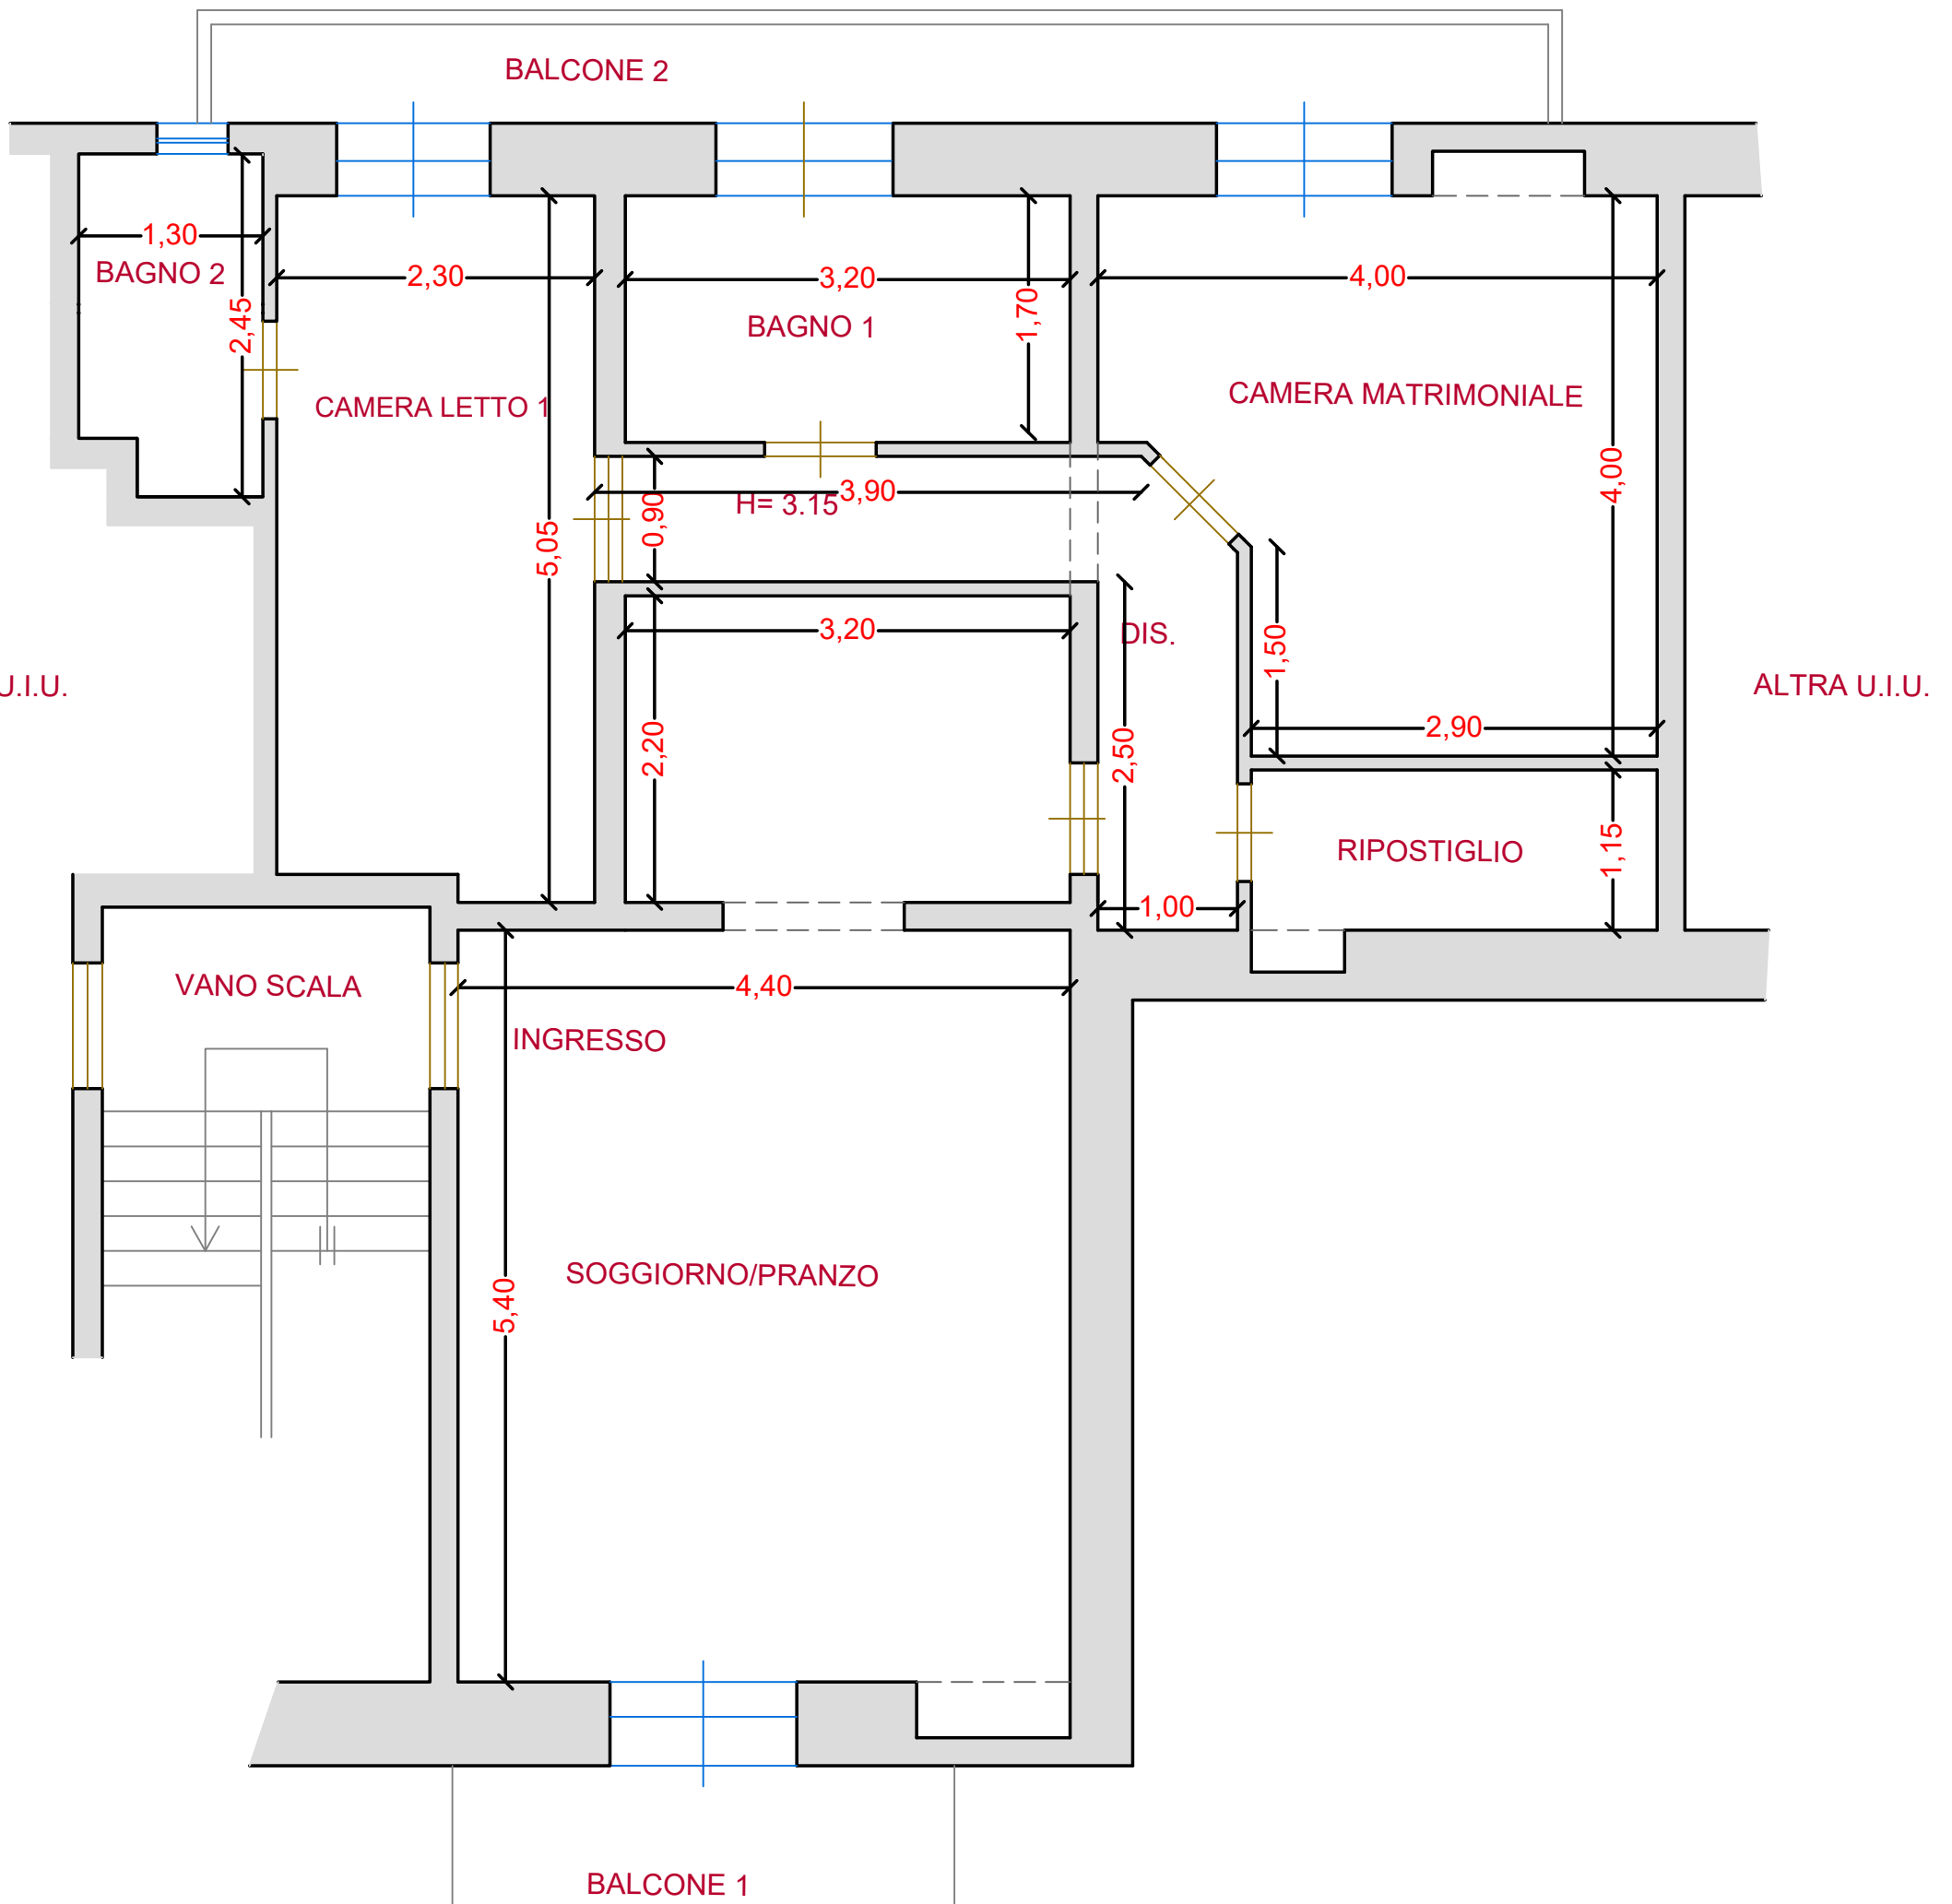 BALCONE 2
1,30
BAGNO 2
2,30
3,20
4,00
2,45
1,70
BAGNO 1
CAMERA LETTO 1
CAMERA MATRIMONIALE
H= 3.15
3,90
0,90
4,00
5,05
3,20
DIS.
1,50
U.I.U.
ALTRA U.I.U.
2,20
2,50
2,90
RIPOSTIGLIO
1,15
1,00
VANO SCALA
4,40
INGRESSO
SOGGIORNO/PRANZO
5,40
BALCONE 1